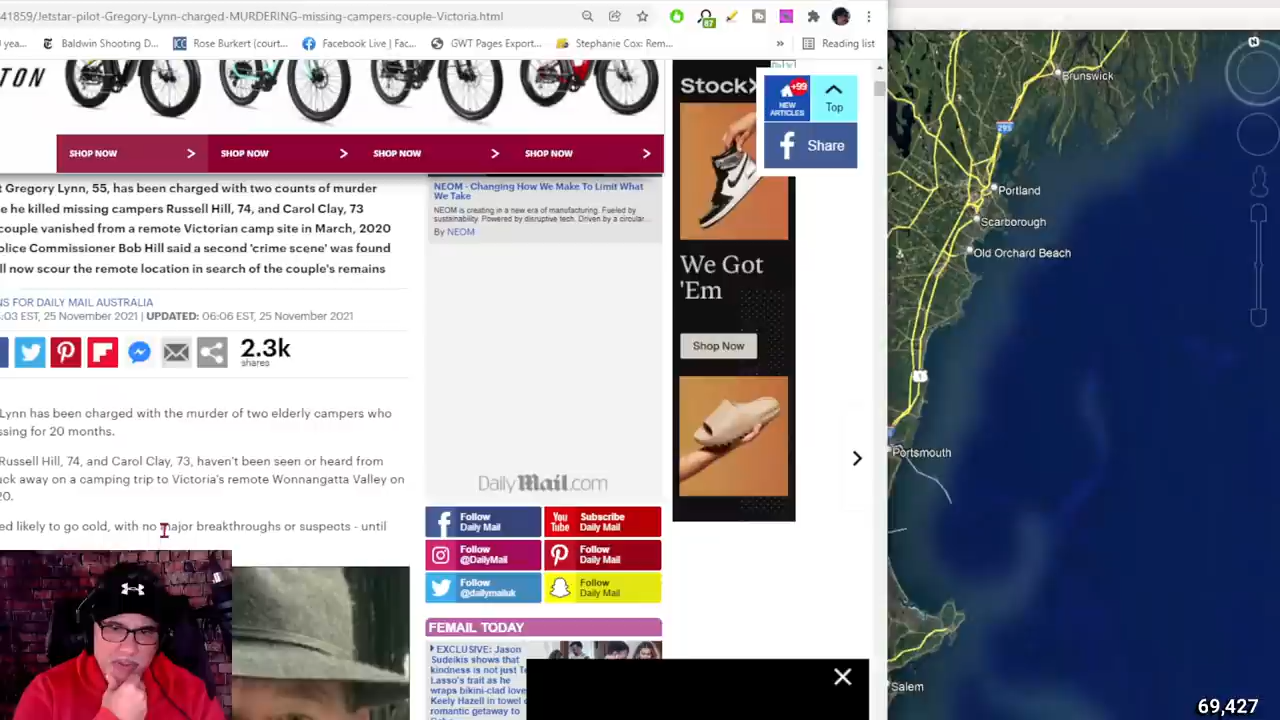 41859/Jetstar-pilot-Gregory-Lynn-charged-MURDERING-missing-campers-couple-Victoria.html
87
yea...
Baldwin Shooting D...
Rose Burkert (court...
Facebook Live | Fac...
GWT Pages Export...
Stephanie Cox: Rem...
»
Reading list
TON
SHOP NOW
SHOP NOW
SHOP NOW
SHOP NOW
StockX
+99
NEW
ARTICLES
Top
Share
t Gregory Lynn, 55, has been charged with two counts of murder
e he killed missing campers Russell Hill, 74, and Carol Clay, 73
vanished from a remote Victorian camp site in March, 2020
olice Commissioner Bob Hill said a second 'crime scene' was found
ll now scour the remote location in search of the couple's remains
NS FOR DAILY MAIL AUSTRALIA
:03 EST, 25 November 2021 | UPDATED: 06:06 EST, 25 November 2021
2.3k
shares
Lynn has been charged with the murder of two elderly campers who
ssing for 20 months.
Russell Hill, 74, and Carol Clay, 73, haven't been seen or heard from
uck away on a camping trip to Victoria's remote Wonnangatta Valley on
20.
ed likely to go cold, with no major breakthroughs or suspects - until
NEOM - Changing How We Make To Limit What
We Take
NEOM is creating in a new era of manufacturing. Fueled by
sustainability. Powered by disruptive tech. Driven by a circular...
By NEOM
We Got
'Em
Shop Now
DailyMail.com
Follow
Daily Mail
You
Tube
Subscribe
Daily Mail
Follow
@DailyMail
Follow
Daily Mail
Follow
@dailymailuk
Follow
Daily Mail
FEMAIL TODAY
EXCLUSIVE: Jason
Sudeikis shows that
kindness is not just T
Lasso's trait as he
wraps bikini-clad love
Keely Hazell in towel
romantic getaway to
N
Brunswick
295
Portland
Scarborough
Old Orchard Beach
1
Portsmouth
Salem
69,427